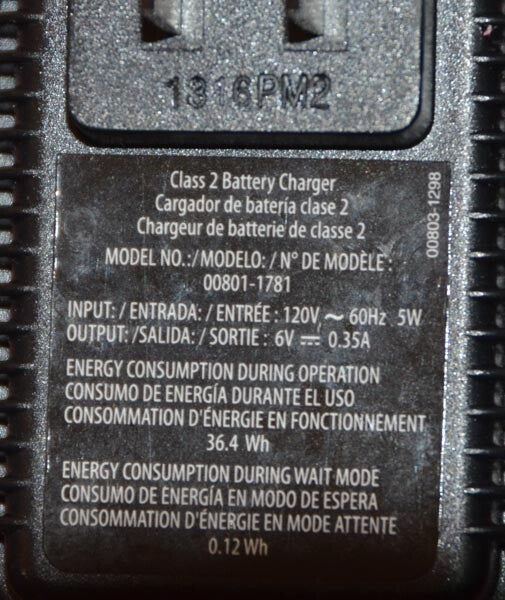 1316PM2
Class 2 Battery Charger
Cargador de batería clase 2
Chargeur de batterie de classe 2
00803-1298
MODEL NO.:/MODELO: / N° DE MODÈLE :
00801-1781
INPUT: / ENTRADA: / ENTRÉE : 120V ~ 60Hz 5W
OUTPUT: /SALIDA: / SORTIE : 6V ⎓ 0.35A
ENERGY CONSUMPTION DURING OPERATION
CONSUMO DE ENERGÍA DURANTE EL USO
CONSOMMATION D'ÉNERGIE EN FONCTIONNEMENT
36.4 Wh
ENERGY CONSUMPTION DURING WAIT MODE
CONSUMO DE ENERGÍA EN MODO DE ESPERA
CONSOMMATION D'ÉNERGIE EN MODE ATTENTE
0.12 Wh